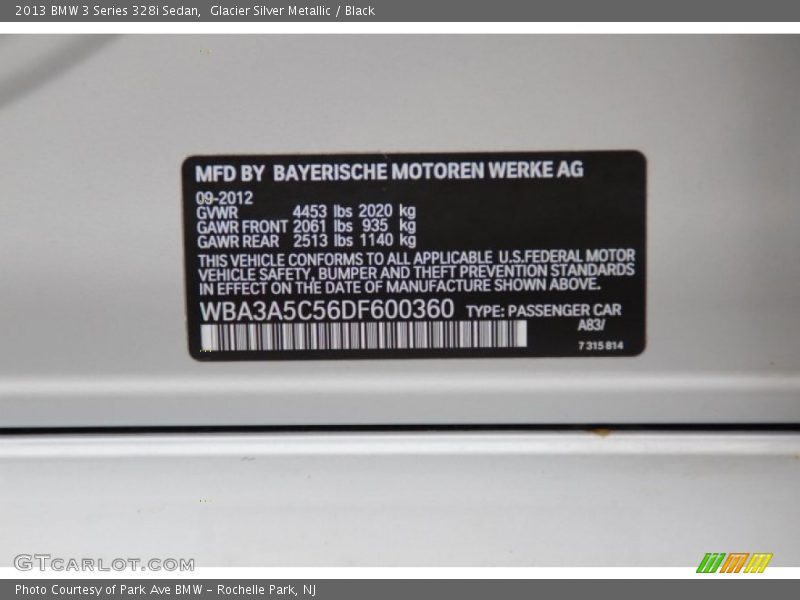 2013 BMW 3 Series 328i Sedan,  Glacier Silver Metallic / Black
MFD BY BAYERISCHE MOTOREN WERKE AG
09-2012
GVWR 4453 lbs 2020 kg
GAWR FRONT 2061 lbs 935 kg
GAWR REAR 2513 lbs 1140 kg
THIS VEHICLE CONFORMS TO ALL APPLICABLE U.S.FEDERAL MOTOR
VEHICLE SAFETY, BUMPER AND THEFT PREVENTION STANDARDS
IN EFFECT ON THE DATE OF MANUFACTURE SHOWN ABOVE.
WBA3A5C56DF600360 TYPE: PASSENGER CAR
A83/
7 315 814
GTCARLOT.COM
Photo Courtesy of Park Ave BMW - Rochelle Park, NJ